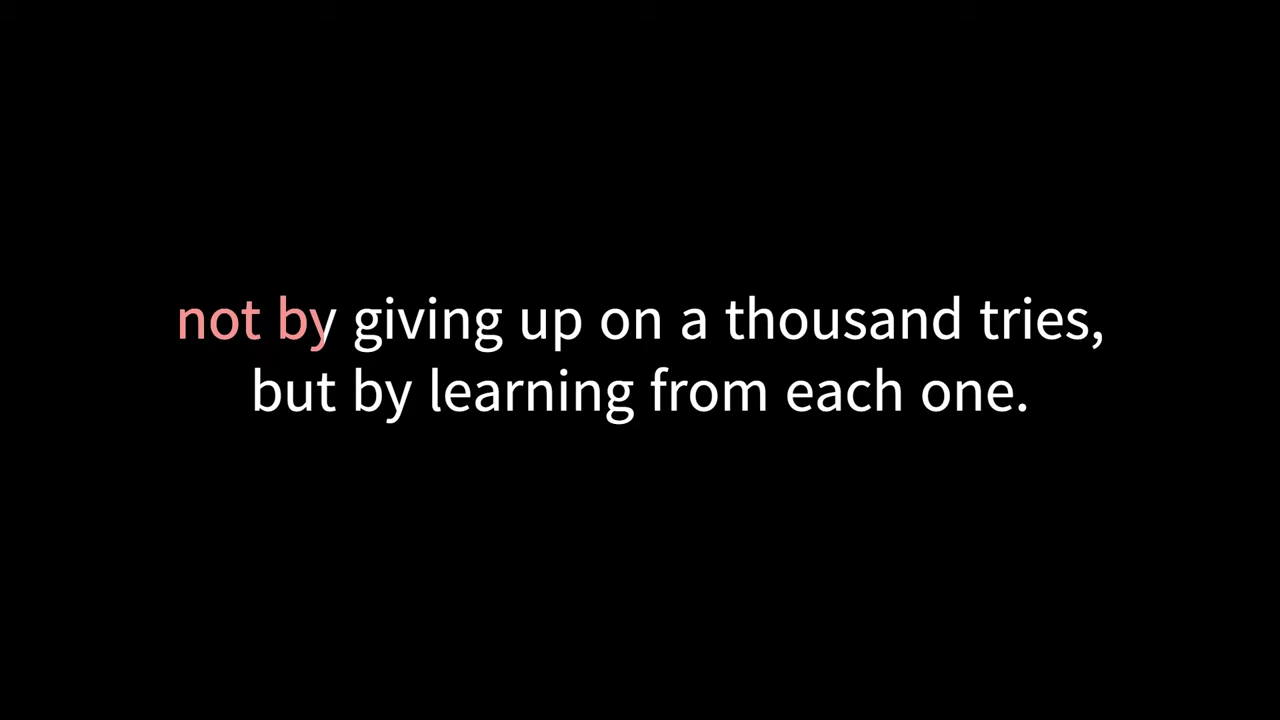 not by giving up on a thousand tries,
but by learning from each one.